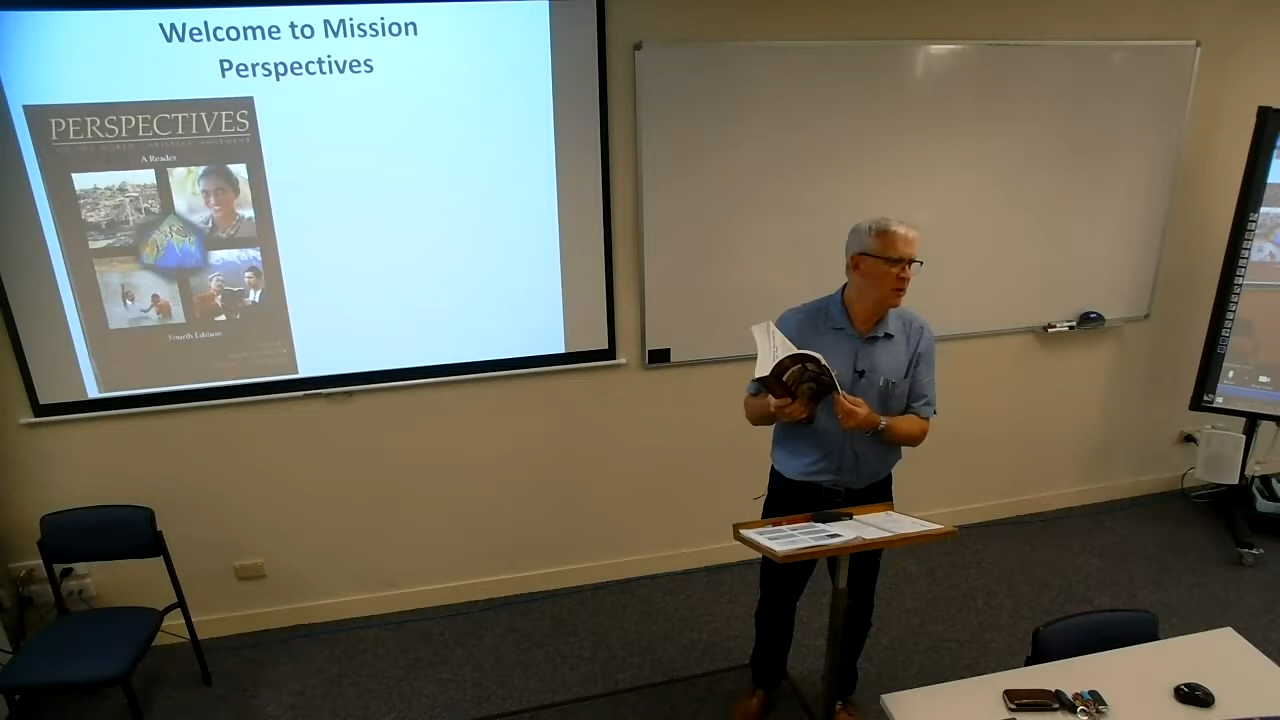 Welcome to Mission
Perspectives
PERSPECTIVES
A Reader
Fourth Edition